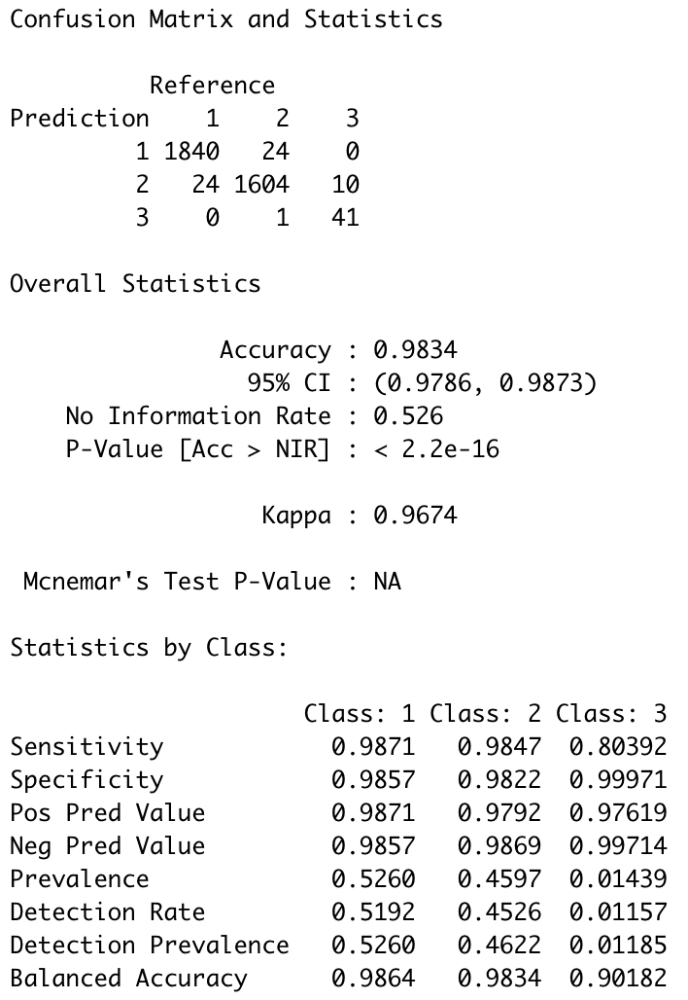 Confusion Matrix and Statistics
Reference
Prediction 1 2 3
1 1840 24 0
2 24 1604 10
3 0 1 41
Overall Statistics
Accuracy : 0.9834
95% CI : (0.9786, 0.9873)
No Information Rate : 0.526
P-Value [Acc > NIR] : < 2.2e-16
Kappa : 0.9674
Mcnemar's Test P-Value : NA
Statistics by Class:
Class: 1 Class: 2 Class: 3
Sensitivity 0.9871 0.9847 0.80392
Specificity 0.9857 0.9822 0.99971
Pos Pred Value 0.9871 0.9792 0.97619
Neg Pred Value 0.9857 0.9869 0.99714
Prevalence 0.5260 0.4597 0.01439
Detection Rate 0.5192 0.4526 0.01157
Detection Prevalence 0.5260 0.4622 0.01185
Balanced Accuracy 0.9864 0.9834 0.90182